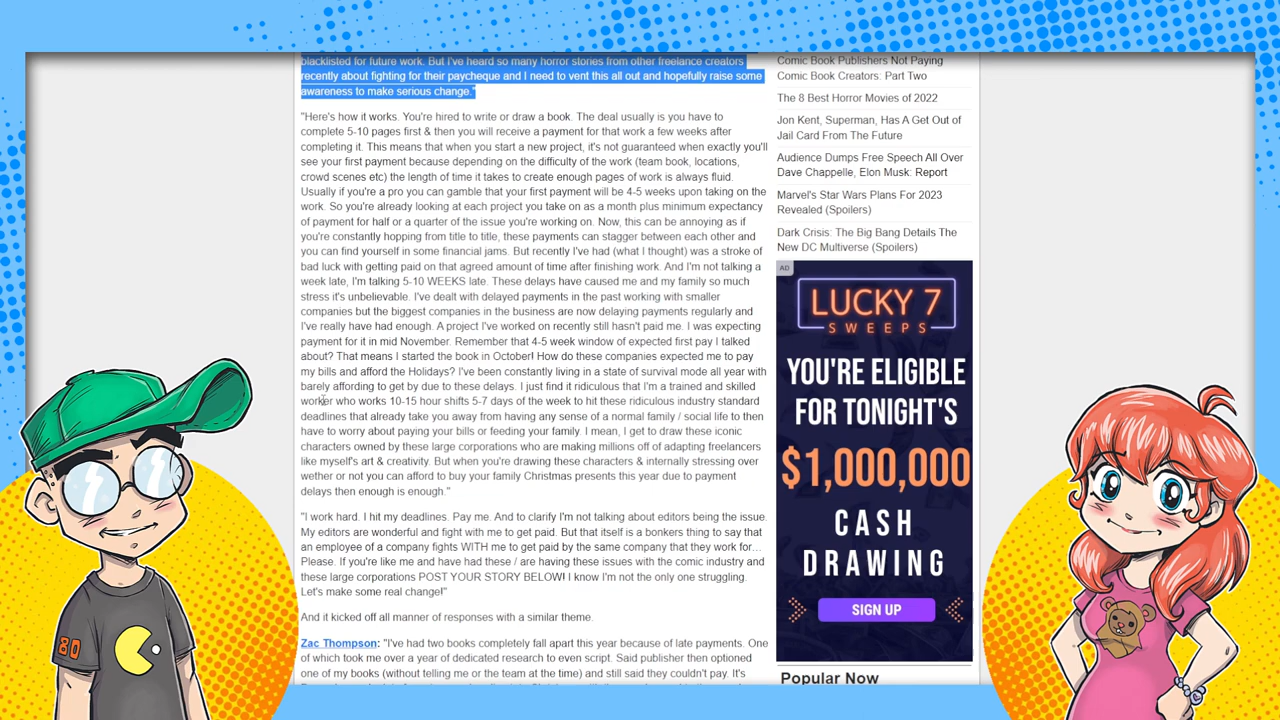 blacklisted for future work. But I've heard so many horror stories from other freelance creators
recently about fighting for their paycheque and I need to vent this all out and hopefully raise some
awareness to make serious change."
"Here's how it works. You're hired to write or draw a book. The deal usually is you have to
complete 5-10 pages first & then you will receive a payment for that work a few weeks after
completing it. This means that when you start a new project, it's not guaranteed when exactly you'll
see your first payment because depending on the difficulty of the work (team book, locations,
crowd scenes etc) the length of time it takes to create enough pages of work is always fluid.
Usually if you're a pro you can gamble that your first payment will be 4-5 weeks upon taking on the
work. So you're already looking at each project you take on as a month plus minimum expectancy
of payment for half or a quarter of the issue you're working on. Now, this can be annoying as if
you're constantly hopping from title to title, these payments can stagger between each other and
you can find yourself in some financial jams. But recently I've had (what I thought) was a stroke of
bad luck with getting paid on that agreed amount of time after finishing work. And I'm not talking a
week late, I'm talking 5-10 WEEKS late. These delays have caused me and my family so much
stress it's unbelievable. I've dealt with delayed payments in the past working with smaller
companies but the biggest companies in the business are now delaying payments regularly and
I've really have had enough. A project I've worked on recently still hasn't paid me. I was expecting
payment for it in mid November. Remember that 4-5 week window of expected first pay I talked
about? That means I started the book in October! How do these companies expected me to pay
my bills and afford the Holidays? I've been constantly living in a state of survival mode all year with
barely affording to get by due to these delays. I just find it ridiculous that I'm a trained and skilled
worker who works 10-15 hour shifts 5-7 days of the week to hit these ridiculous industry standard
deadlines that already take you away from having any sense of a normal family / social life to then
have to worry about paying your bills or feeding your family. I mean, I get to draw these iconic
characters owned by these large corporations who are making millions off of adapting freelancers
like myself's art & creativity. But when you're drawing these characters & internally stressing over
wether or not you can afford to buy your family Christmas presents this year due to payment
delays then enough is enough."
"I work hard. I hit my deadlines. Pay me. And to clarify I'm not talking about editors being the issue.
My editors are wonderful and fight with me to get paid. But that itself is a bonkers thing to say that
an employee of a company fights WITH me to get paid by the same company that they work for...
Please. If you're like me and have had these / are having these issues with the comic industry and
these large corporations POST YOUR STORY BELOW! I know I'm not the only one struggling.
Let's make some real change!"
And it kicked off all manner of responses with a similar theme.
Zac Thompson: "I've had two books completely fall apart this year because of late payments. One
of which took me over a year of dedicated research to even script. Said publisher then optioned
one of my books (without telling me or the team at the time) and still said they couldn't pay. It's
Comic Book Publishers Not Paying
Comic Book Creators: Part Two
The 8 Best Horror Movies of 2022
Jon Kent, Superman, Has A Get Out of
Jail Card From The Future
Audience Dumps Free Speech All Over
Dave Chappelle, Elon Musk: Report
Marvel's Star Wars Plans For 2023
Revealed (Spoilers)
Dark Crisis: The Big Bang Details The
New DC Multiverse (Spoilers)
AD
LUCKY 7
SWEEPS
YOU'RE ELIGIBLE
FOR TONIGHT'S
$1,000,000
CASH
DRAWING
SIGN UP
Popular Now
80